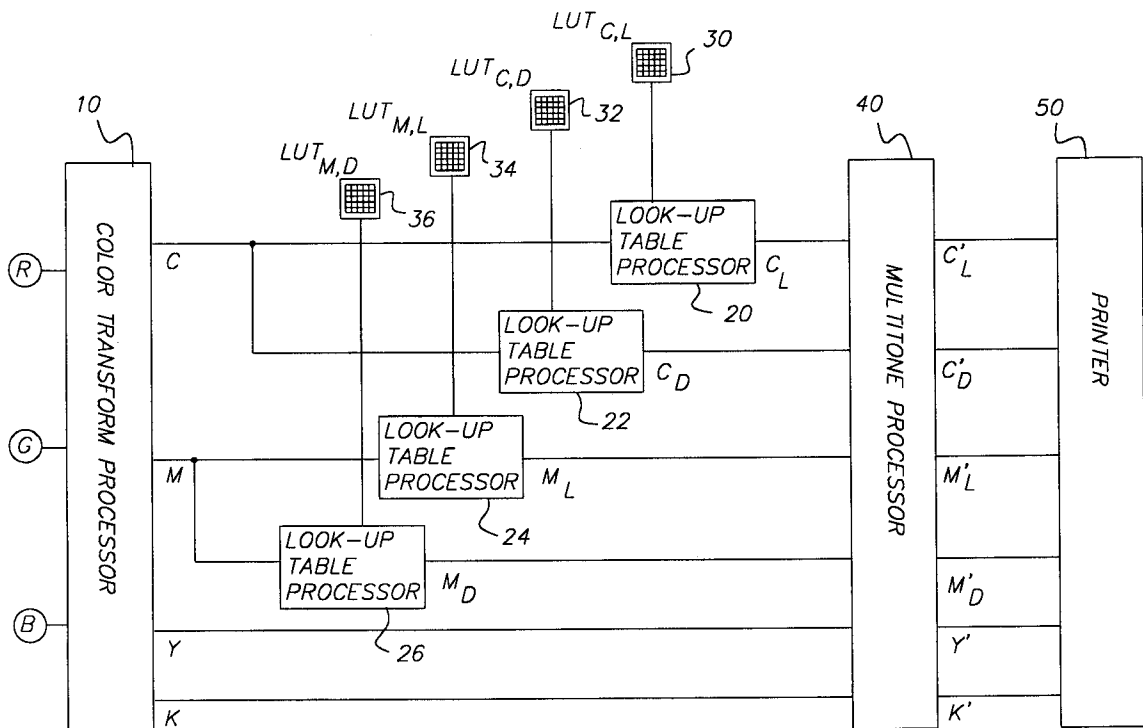 LUT C,L
30
LUT C,D
32
10
LUT M,L
34
40
50
LUT M,D
36
COLOR TRANSFORM PROCESSOR
R
C
LOOK-UP
TABLE
PROCESSOR
20
C L
MULTITONE PROCESSOR
C' L
PRINTER
LOOK-UP
TABLE
PROCESSOR
22
C D
C' D
G
M
LOOK-UP
TABLE
PROCESSOR
24
M L
M' L
LOOK-UP
TABLE
PROCESSOR
26
M D
M' D
B
Y
Y'
K
K'